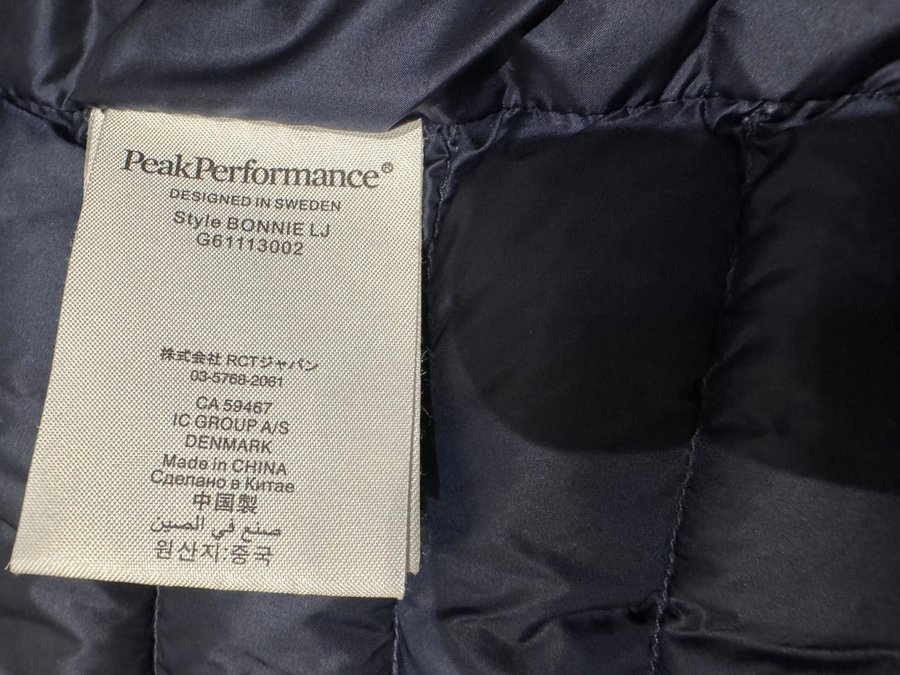 PeakPerformance®
DESIGNED IN SWEDEN
Style BONNIE LJ
G61113002
株式会社 RCTジャパン
03-5768-2061
CA 59467
IC GROUP A/S
DENMARK
Made in CHINA
Сделано в Китае
中国製
صنع في الصين
원산지:중국